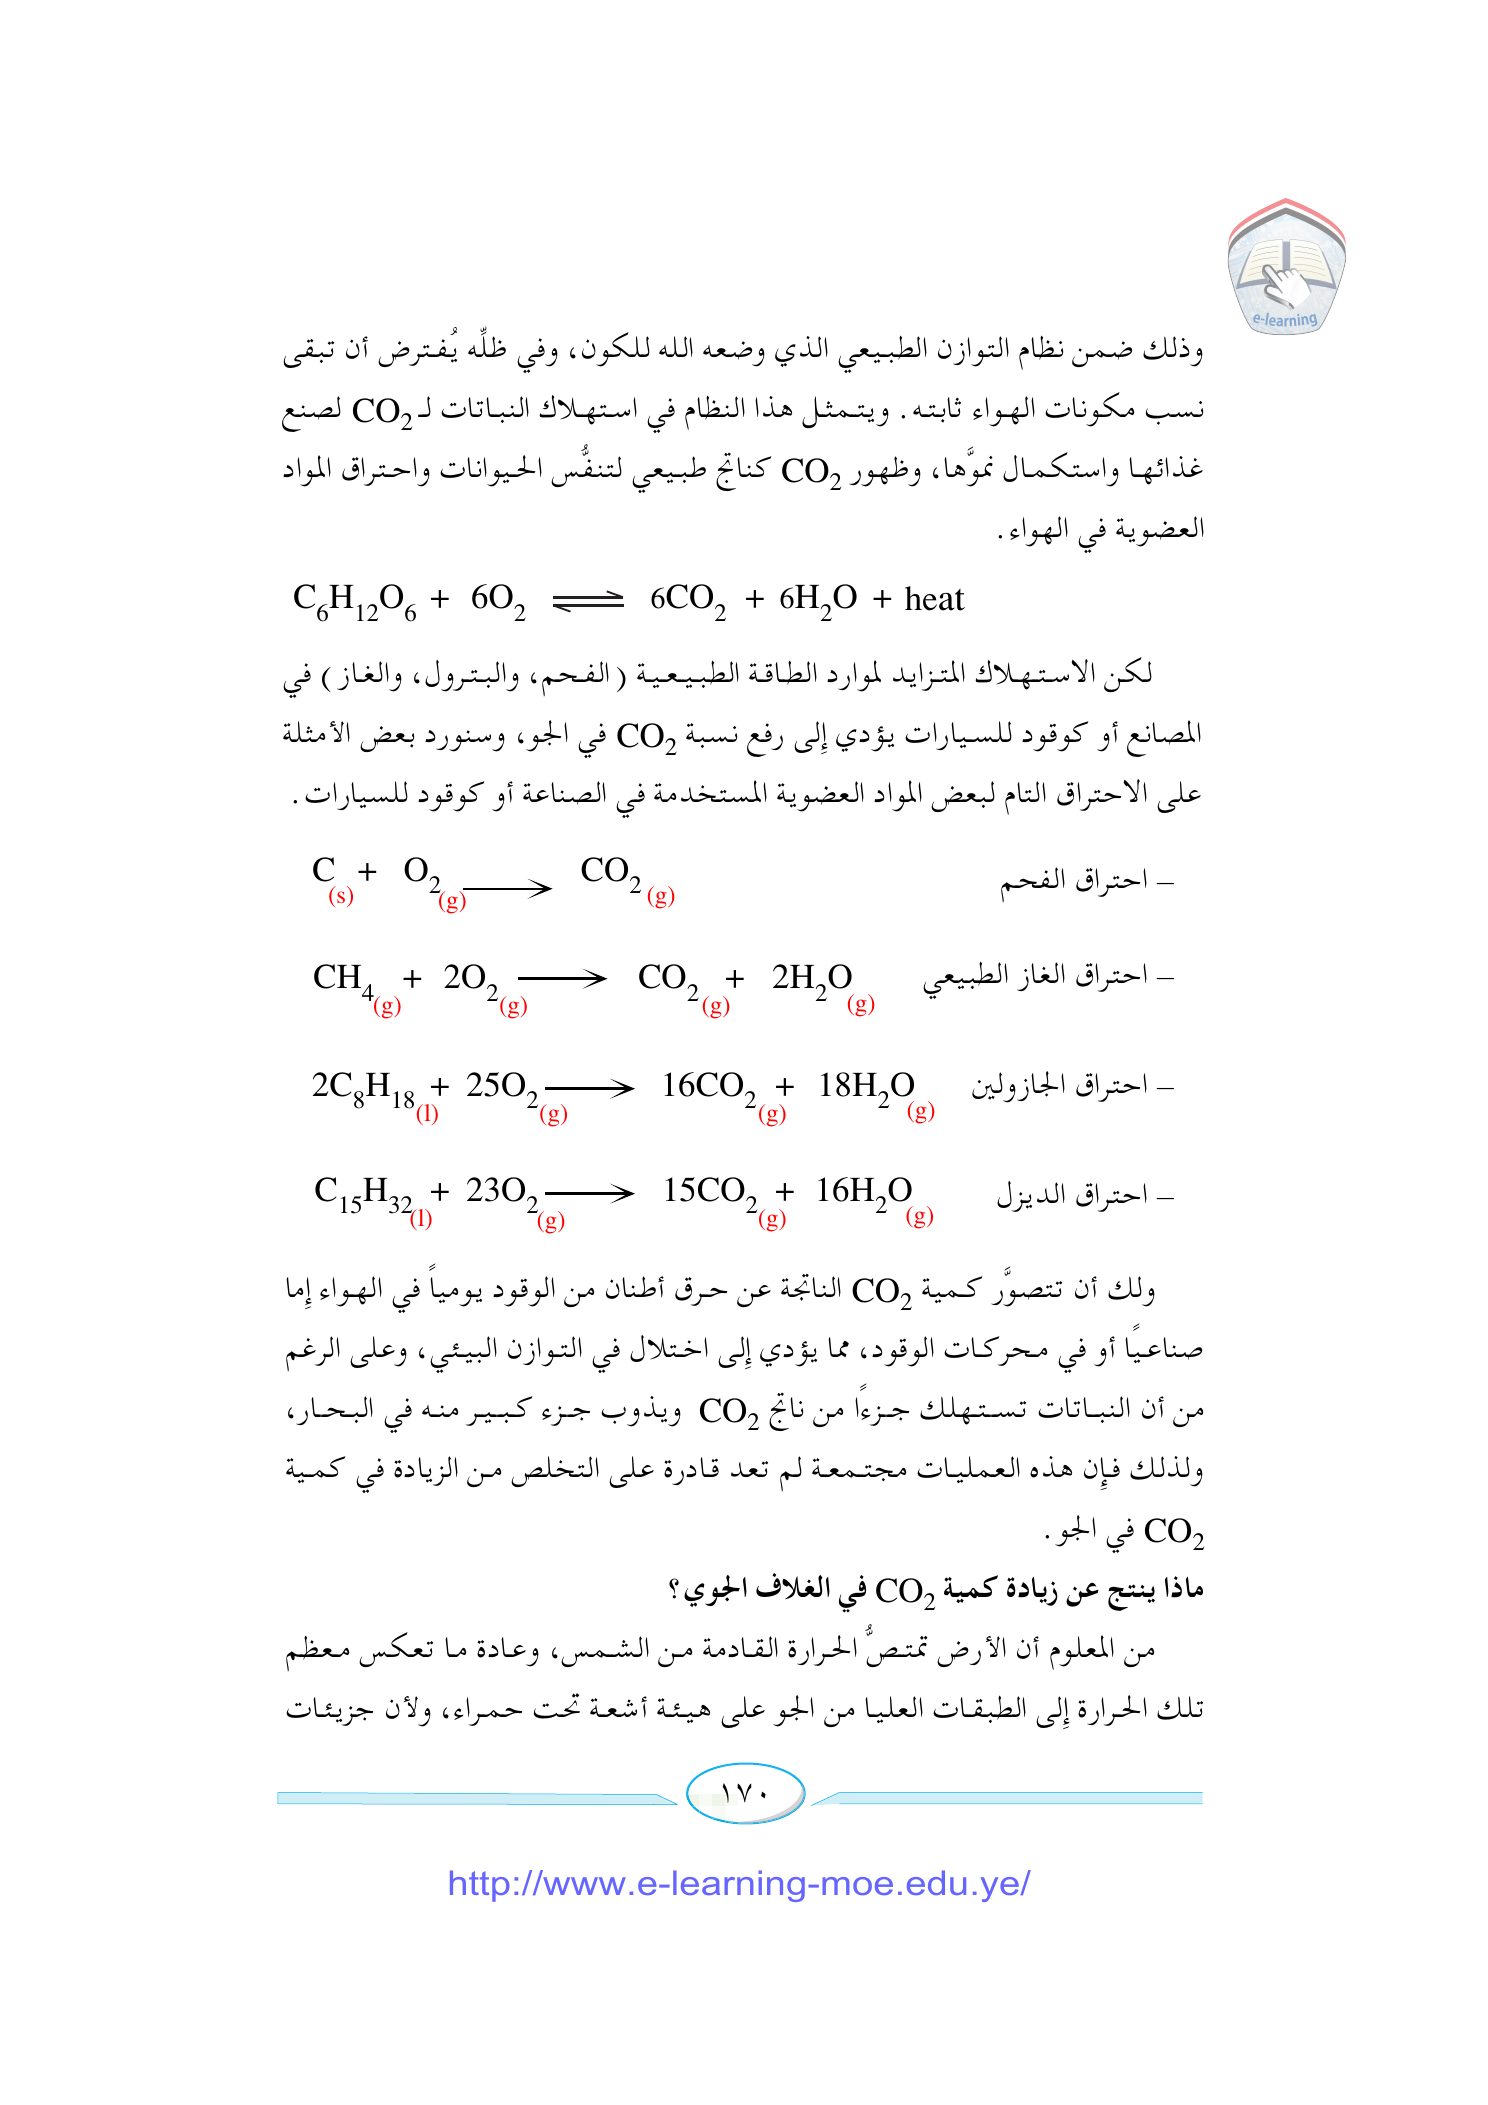 e-learning
وذلك ضمن نظام التوازن الطبيعي الذي وضعه الله للكون، وفي ظلِّه يُفترض أن تبقى
نسب مكونات الهواء ثابته. ويتمثل هذا النظام في استهلاك النباتات لـ CO2 لصنع
غذائها واستكمال نموَّها، وظهور CO2 كناتج طبيعي لتنفُّس الحيوانات واحتراق المواد
العضوية في الهواء.
C6H12O6 + 6O2 ⇌ 6CO2 + 6H2O + heat
لكن الاستهلاك المتزايد لموارد الطاقة الطبيعية (الفحم، والبترول، والغاز) في
المصانع أو كوقود للسيارات يؤدي إلى رفع نسبة CO2 في الجو، وسنورد بعض الأمثلة
على الاحتراق التام لبعض المواد العضوية المستخدمة في الصناعة أو كوقود للسيارات.
– احتراق الفحم C(s) + O2(g) → CO2(g)
– احتراق الغاز الطبيعي CH4(g) + 2O2(g) → CO2(g) + 2H2O(g)
– احتراق الجازولين 2C8H18(l) + 25O2(g) → 16CO2(g) + 18H2O(g)
– احتراق الديزل C15H32(l) + 23O2(g) → 15CO2(g) + 16H2O(g)
ولك أن تتصوَّر كمية CO2 الناتجة عن حرق أطنان من الوقود يومياً في الهواء إما
صناعيًا أو في محركات الوقود، مما يؤدي إلى اختلال في التوازن البيئي، وعلى الرغم
من أن النباتات تستهلك جزءًا من ناتج CO2 ويذوب جزء كبير منه في البحار،
ولذلك فإن هذه العمليات مجتمعة لم تعد قادرة على التخلص من الزيادة في كمية
CO2 في الجو.
ماذا ينتج عن زيادة كمية CO2 في الغلاف الجوي؟
من المعلوم أن الأرض تمتصُّ الحرارة القادمة من الشمس، وعادة ما تعكس معظم
تلك الحرارة إلى الطبقات العليا من الجو على هيئة أشعة تحت حمراء، ولأن جزيئات
١٧٠
http://www.e-learning-moe.edu.ye/